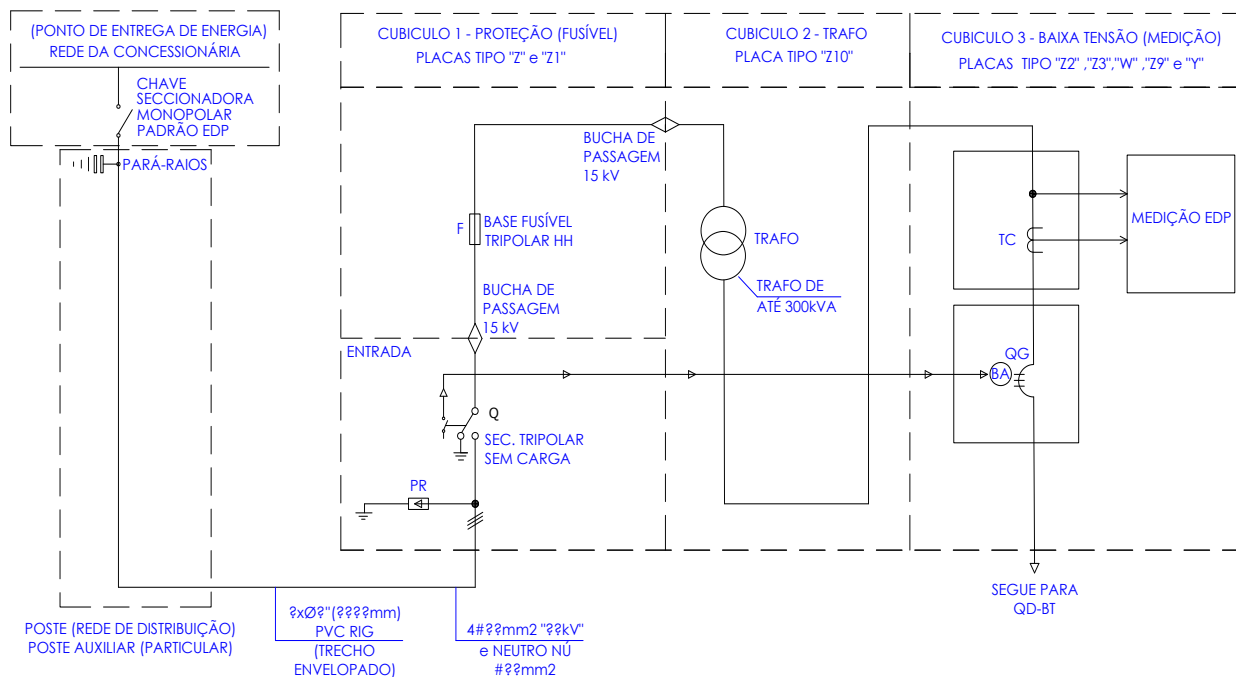 (PONTO DE ENTREGA DE ENERGIA)
REDE DA CONCESSIONÁRIA
CHAVE
SECCIONADORA
MONOPOLAR
PADRÃO EDP
PARÁ-RAIOS
POSTE (REDE DE DISTRIBUIÇÃO)
POSTE AUXILIAR (PARTICULAR)
?xØ?"(????mm)
PVC RIG
(TRECHO
ENVELOPADO)
4#??mm2 "??kV"
e NEUTRO NÚ
#??mm2
CUBICULO 1 - PROTEÇÃO (FUSÍVEL)
PLACAS TIPO "Z" e "Z1"
BUCHA DE
PASSAGEM
15 kV
F
BASE FUSÍVEL
TRIPOLAR HH
BUCHA DE
PASSAGEM
15 kV
ENTRADA
Q
SEC. TRIPOLAR
SEM CARGA
PR
CUBICULO 2 - TRAFO
PLACA TIPO "Z10"
TRAFO
TRAFO DE
ATÉ 300kVA
CUBICULO 3 - BAIXA TENSÃO (MEDIÇÃO)
PLACAS TIPO "Z2" ,"Z3","W" ,"Z9" e "Y"
TC
MEDIÇÃO EDP
QG
BA
SEGUE PARA
QD-BT